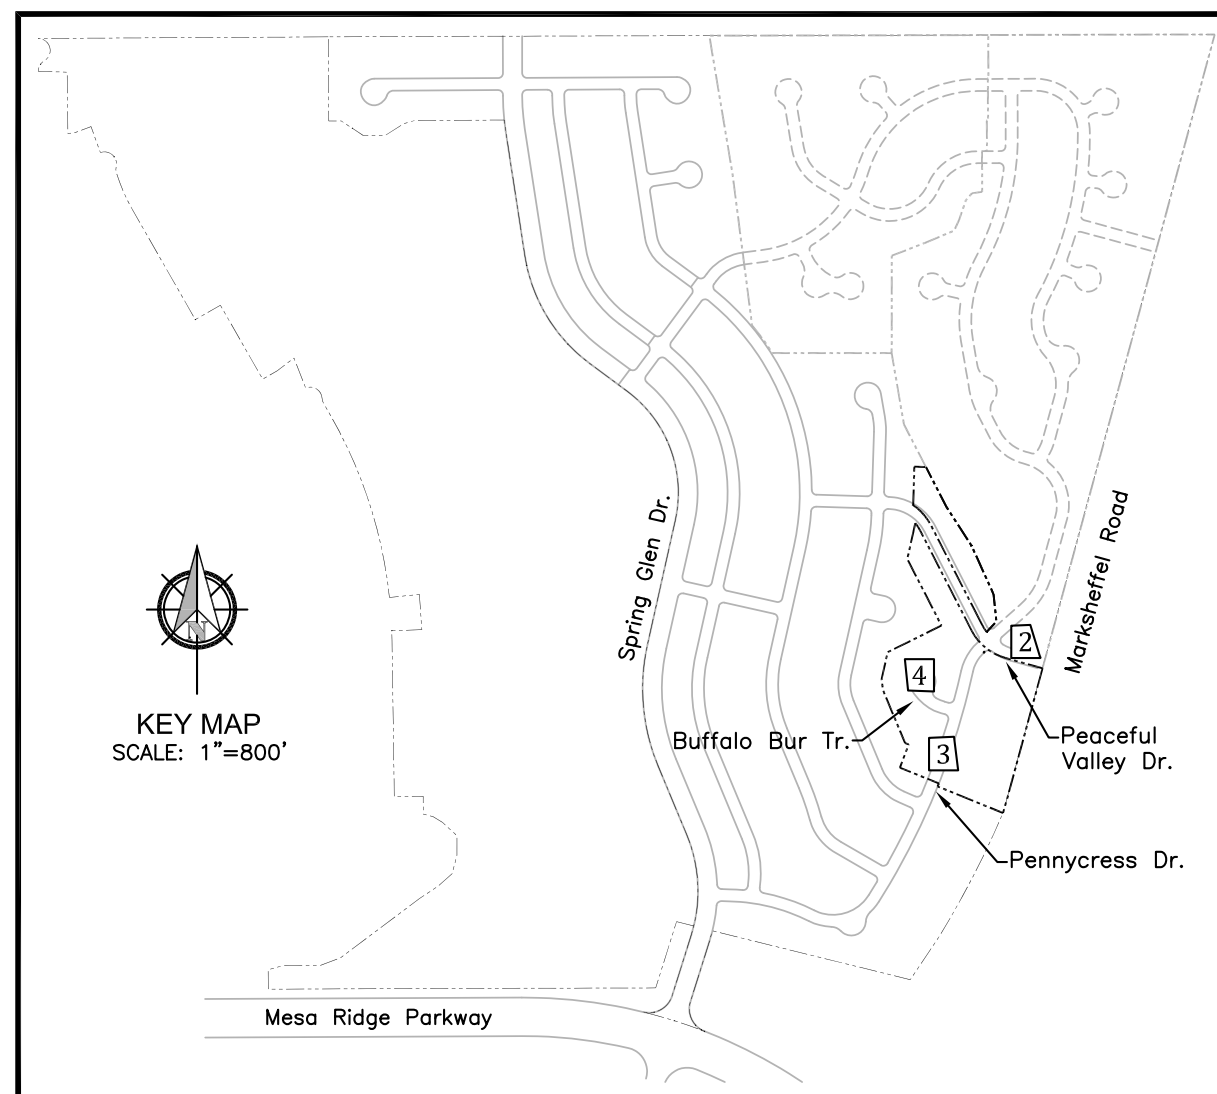 Spring Glen Dr.
Marksheffel Road
2
4
N
KEY MAP
SCALE: 1"=800'
Buffalo Bur Tr.
Peaceful
Valley Dr.
3
Pennycress Dr.
Mesa Ridge Parkway